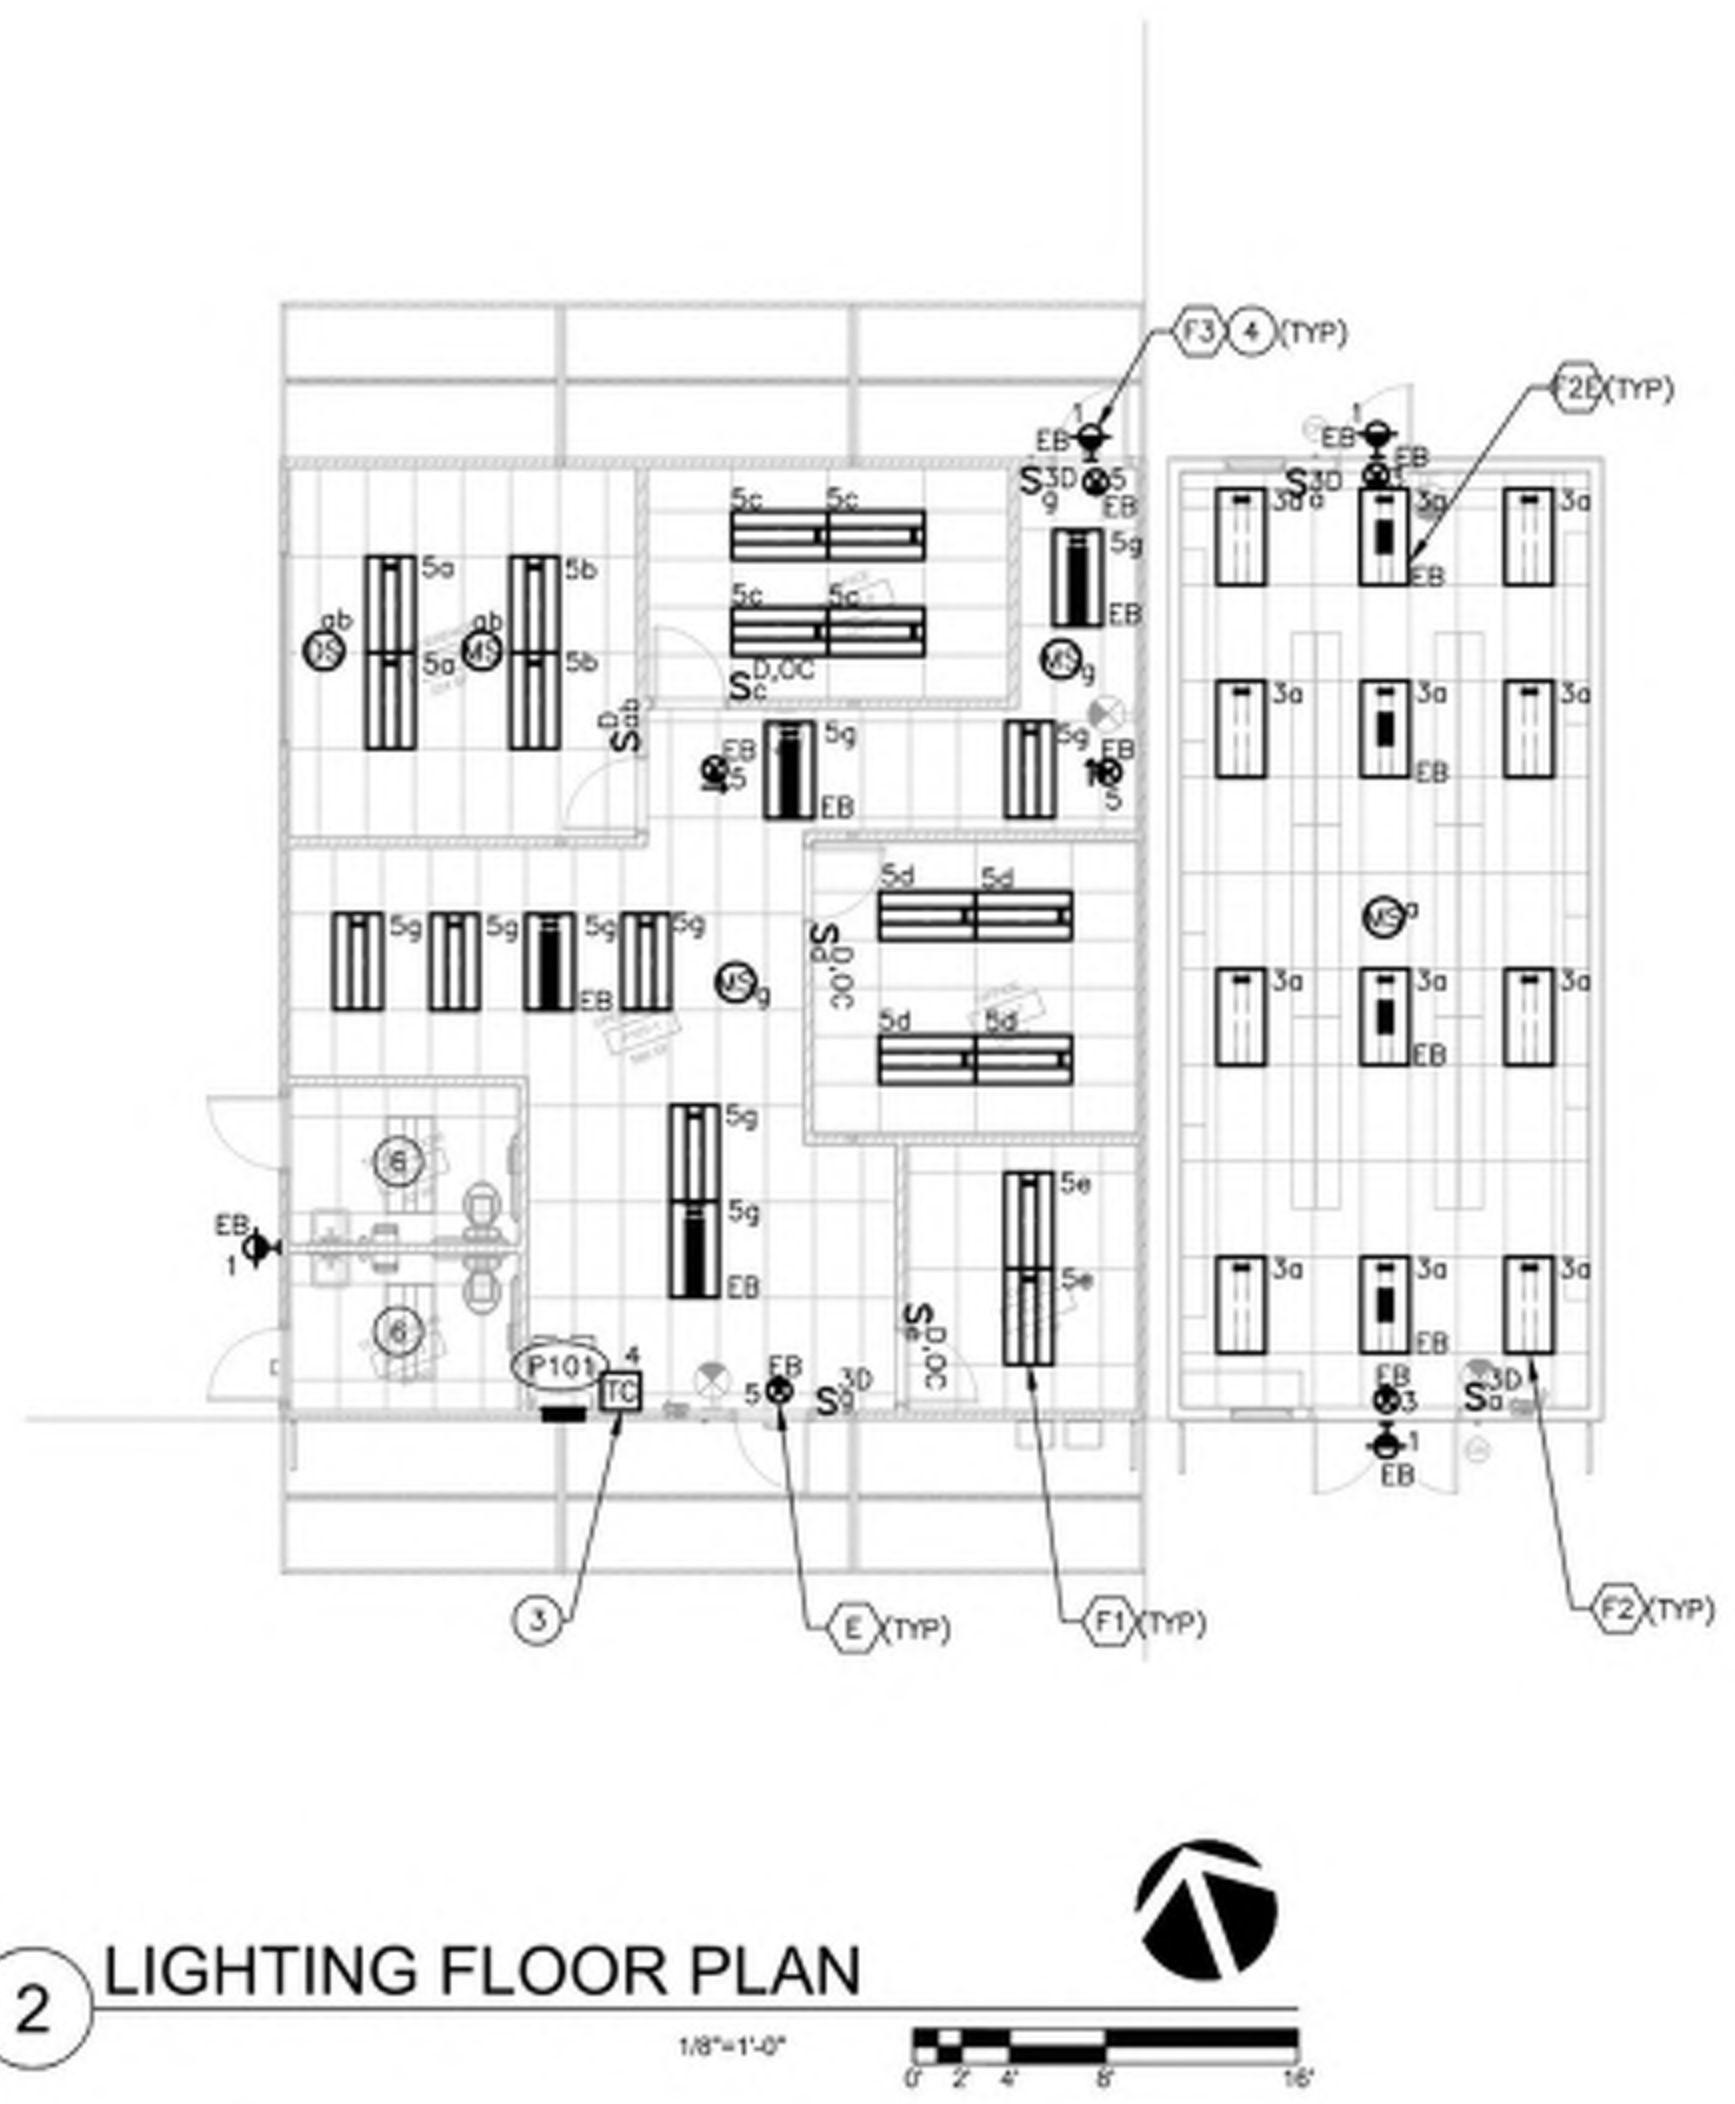 F3 4 (TYP)
F2E (TYP)
1
EB
1
EB
EB
S 3D g
5
EB
S 3D a
3a
3a
EB
3a
5c 5c
5g
EB
5a
5b
5c 5c
ab
DS
ab
MS
5a
5b
MS g
S D,OC c
3a
3a
EB
3a
S D ab
EB
5
5g
EB
5g
EB
5
5d 5d
MS a
5g
5g
5g
EB
5g
S D,OC d
MS g
3a
3a
EB
3a
5d 5d
5g
6
5e
5g
EB
EB
1
5e
3a
3a
EB
3a
6
S D,OC e
P101
4
TC
EB
5
S 3D g
EB
3
S 3D a
1
EB
3
E (TYP)
F1 (TYP)
F2 (TYP)
2
LIGHTING FLOOR PLAN
1/8"=1'-0"
0' 2' 4' 8' 16'